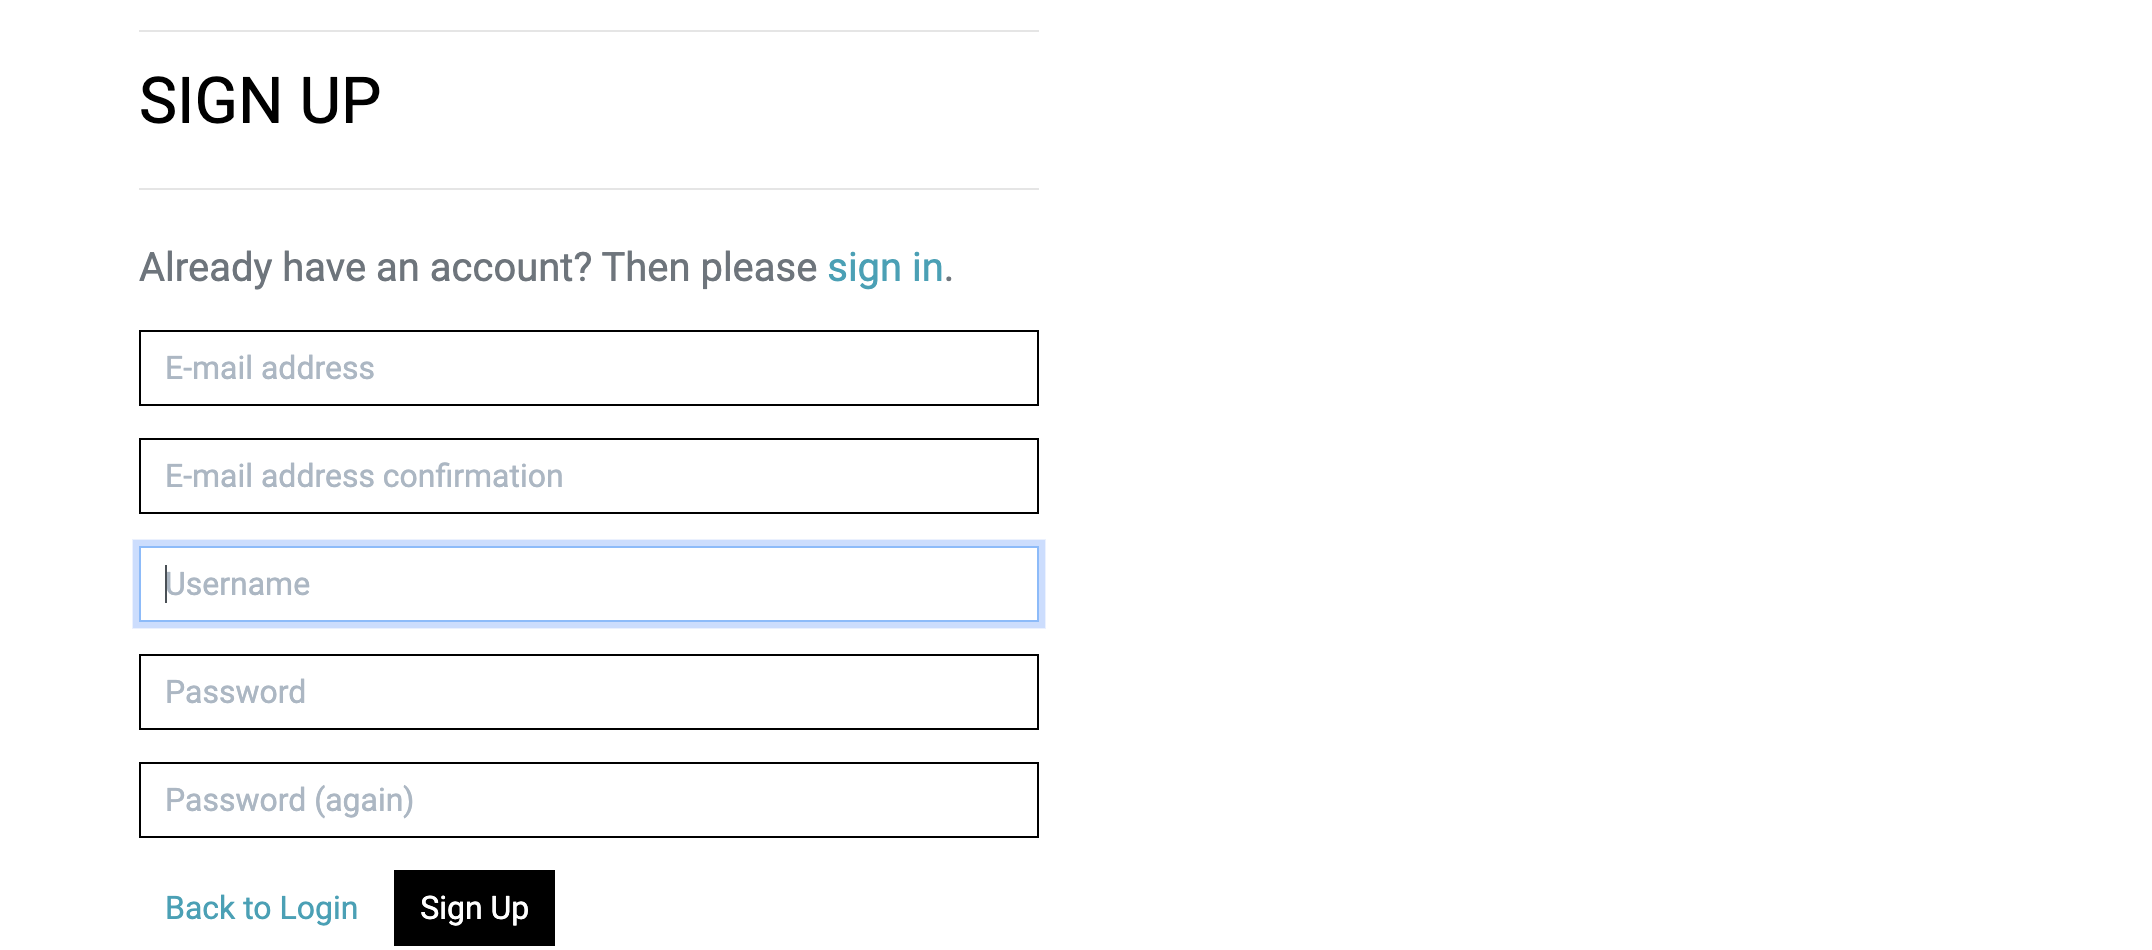 SIGN UP
Already have an account? Then please sign in.
E-mail address
E-mail address confirmation
Username
Password
Password (again)
Back to Login
Sign Up